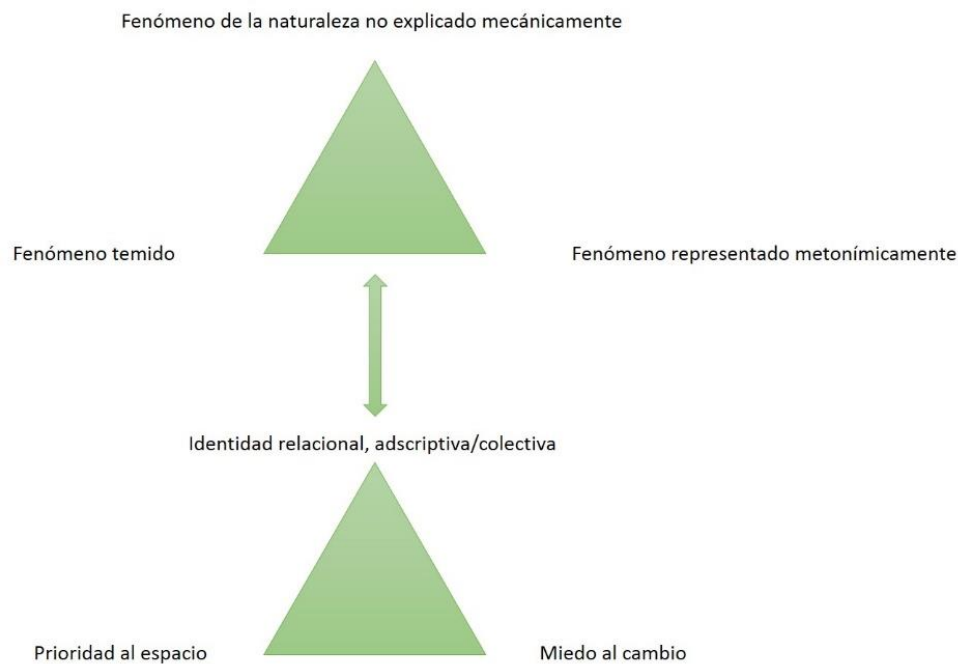 Fenómeno de la naturaleza no explicado mecánicamente
Fenómeno temido
Fenómeno representado metonímicamente
Identidad relacional, adscriptiva/colectiva
Prioridad al espacio
Miedo al cambio